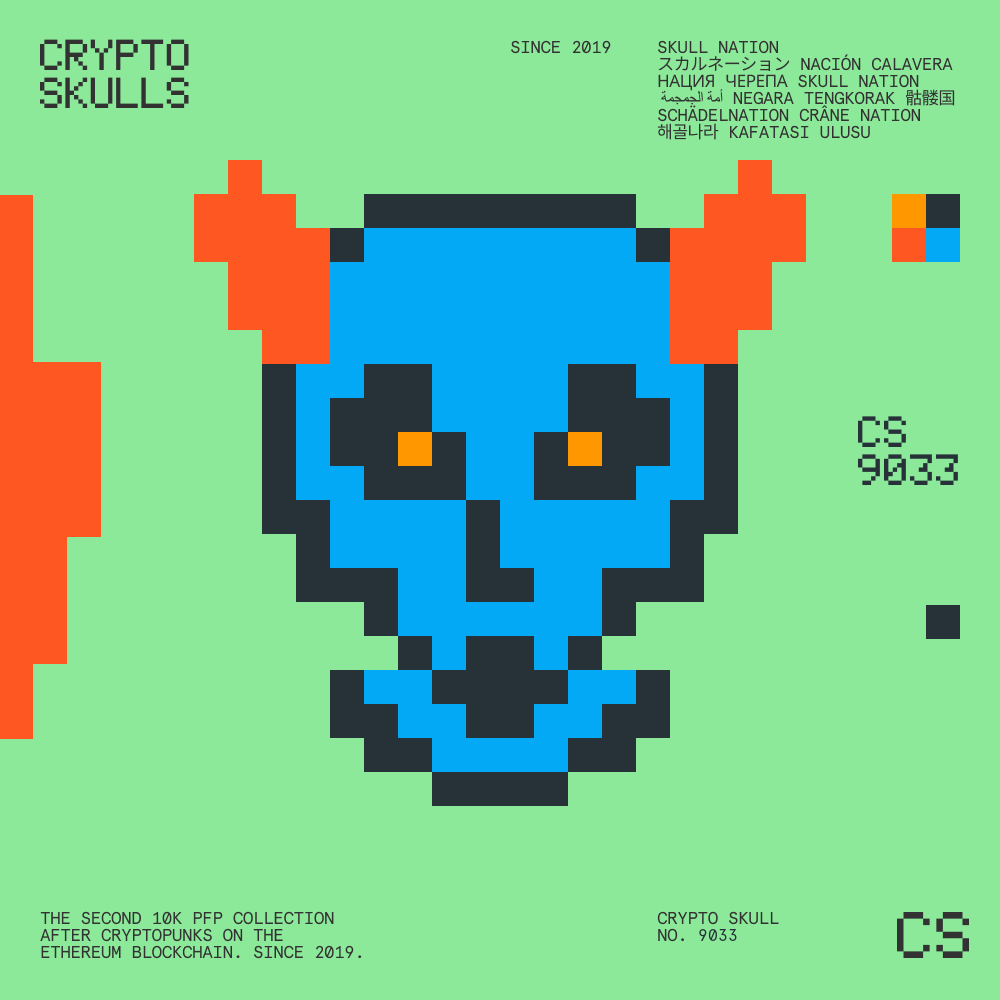 CRYPTO
SKULLS
SINCE 2019
SKULL NATION
スカルネーション NACIÓN CALAVERA
НАЦИЯ ЧЕРЕПА SKULL NATION
أمة الجمجمة NEGARA TENGKORAK 骷髅国
SCHÄDELNATION CRÂNE NATION
해골나라 KAFATASI ULUSU
CS
9033
THE SECOND 10K PFP COLLECTION
AFTER CRYPTOPUNKS ON THE
ETHEREUM BLOCKCHAIN. SINCE 2019.
CRYPTO SKULL
NO. 9033
CS